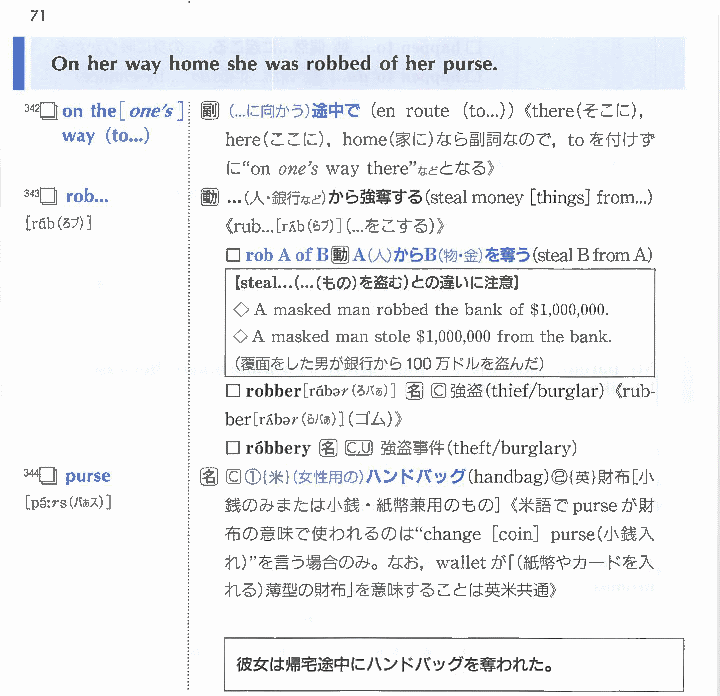 71
On her way home she was robbed of her purse.
342□ on the[ one's ] way (to...)
副 (...に向かう)途中で (en route (to...)) 《there(そこに),
here(ここに), home(家に)なら副詞なので, to を付けず
に“on one's way there”などとなる》
343□ rob...
[rɑ́b(ろブ)]
動 ...(人・銀行など)から強奪する(steal money [things] from...)
《rub...[rʌ́b(らブ)](...をこする)》
□ rob A of B動 A(人)からB(物・金)を奪う(steal B from A)
【steal...(...(もの)を盗む)との違いに注意】
◇ A masked man robbed the bank of $1,000,000.
◇ A masked man stole $1,000,000 from the bank.
(覆面をした男が銀行から100万ドルを盗んだ)
□ robber[rɑ́bər(ろバぁ)] 名 C 強盗(thief/burglar) 《rub-
ber[rʌ́bər(らバぁ)](ゴム)》
□ róbbery 名 C,U 強盗事件(theft/burglary)
344□ purse
[pə́ːrs(パぁス)]
名 C ①{米}(女性用の)ハンドバッグ(handbag)②{英}財布[小
銭のみまたは小銭・紙幣兼用のもの]《米語で purse が財
布の意味で使われるのは“change [coin] purse(小銭入
れ)”を言う場合のみ。なお, wallet が「(紙幣やカードを入
れる)薄型の財布」を意味することは英米共通》
彼女は帰宅途中にハンドバッグを奪われた。